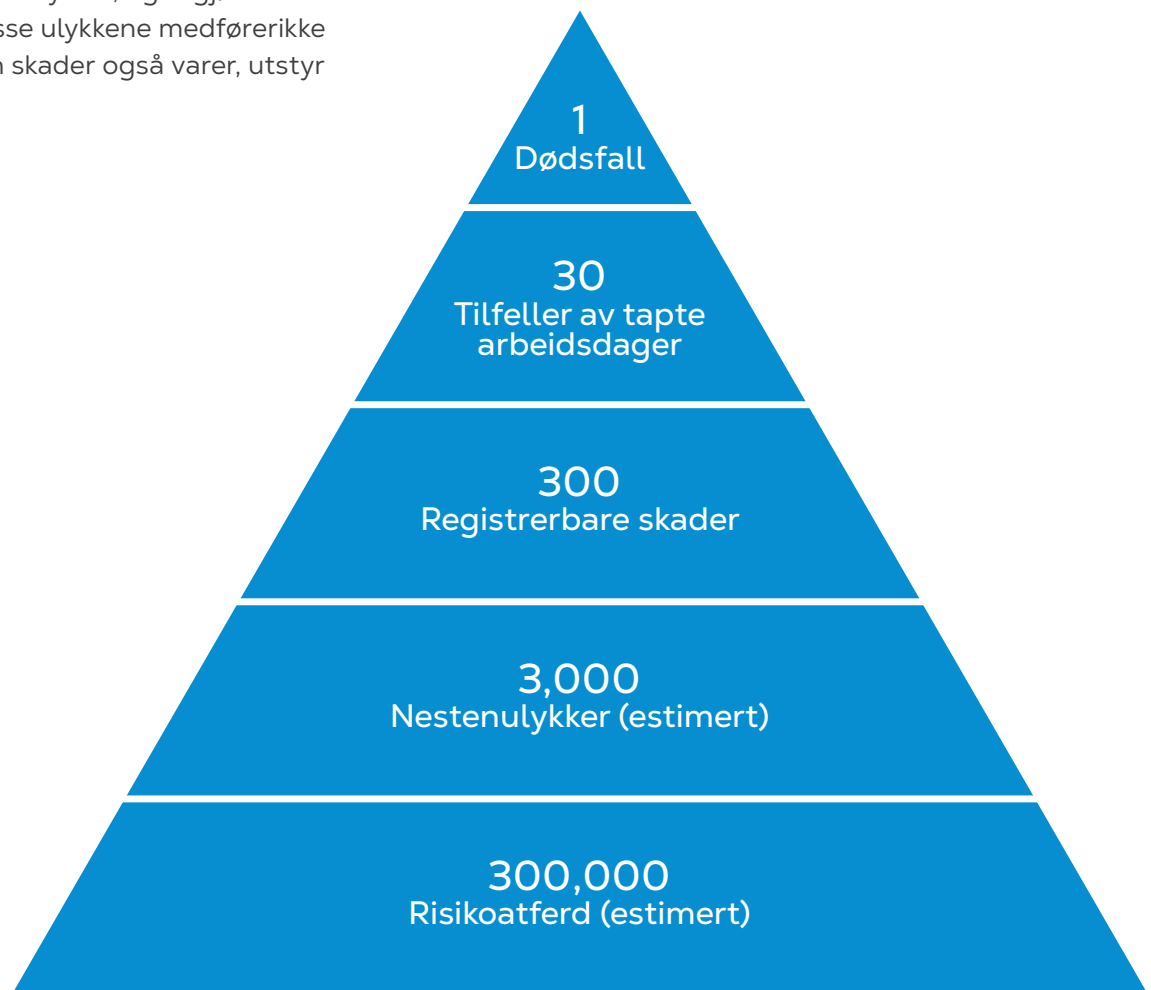 sse ulykkene medførerikke
skader også varer, utstyr
1
Dødsfall
30
Tilfeller av tapte
arbeidsdager
300
Registrerbare skader
3,000
Nestenulykker (estimert)
300,000
Risikoatferd (estimert)